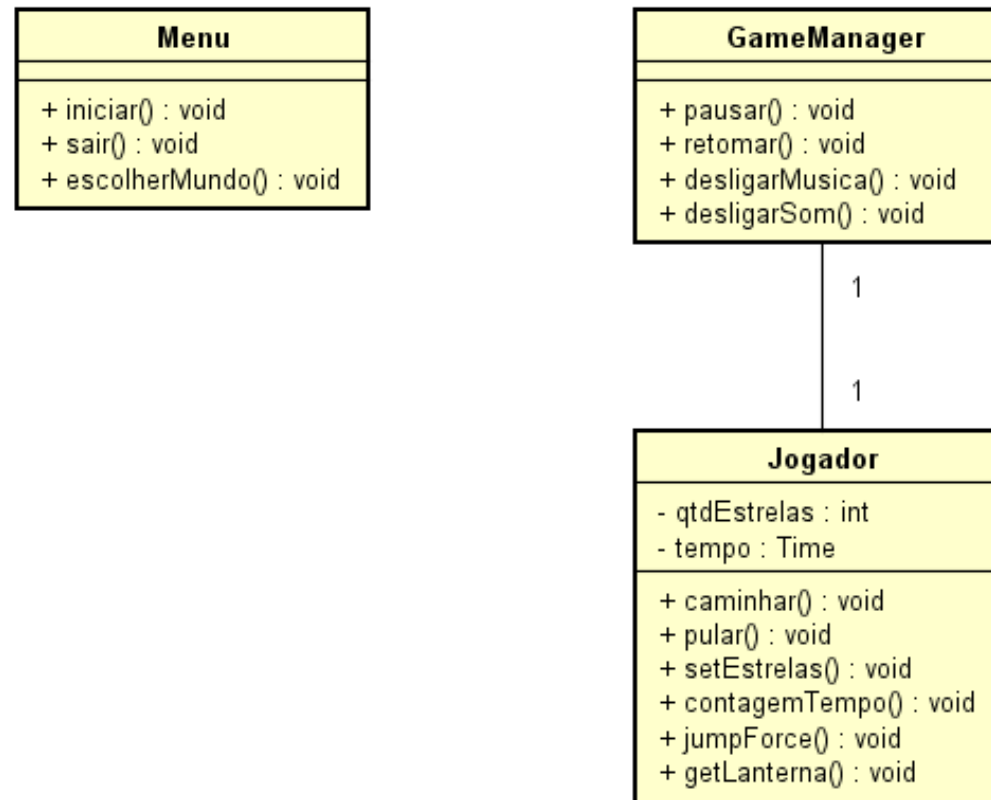 Menu
+ iniciar() : void
+ sair() : void
+ escolherMundo() : void
GameManager
+ pausar() : void
+ retomar() : void
+ desligarMusica() : void
+ desligarSom() : void
1
1
Jogador
- qtdEstrelas : int
- tempo : Time
+ caminhar() : void
+ pular() : void
+ setEstrelas() : void
+ contagemTempo() : void
+ jumpForce() : void
+ getLanterna() : void